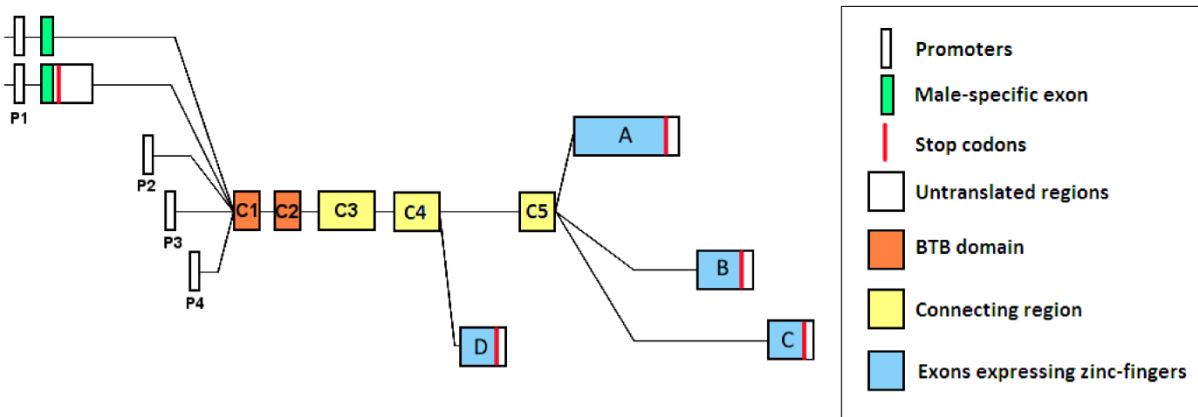 P1
P2
P3
P4
C1 C2 C3 C4 C5
A
B
C
D
Promoters
Male-specific exon
Stop codons
Untranslated regions
BTB domain
Connecting region
Exons expressing zinc-fingers